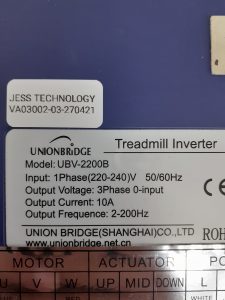 JESS TECHNOLOGY
VA03002-03-270421
UNIONBRiDGE Treadmill Inverter
Model: UBV-2200B
Input: 1Phase(220-240)V 50/60Hz
Output Voltage: 3Phase 0-input
Output Current: 10A
Output Frequence: 2-200Hz
UNION BRIDGE(SHANGHAI)CO.,LTD
www.unionbridge.net.cn
MOTOR ACTUATOR
V W UP MID DOWN L
WHITE